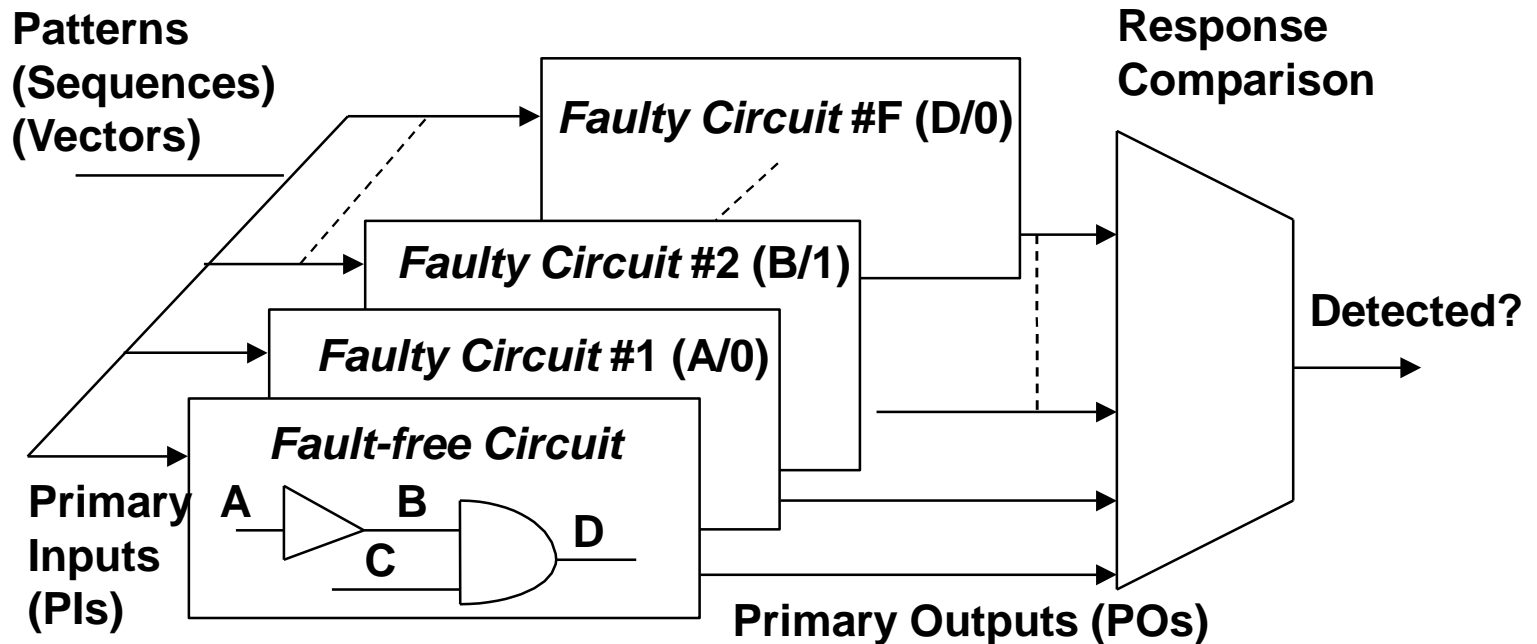 Patterns
(Sequences)
(Vectors)
Response
Comparison
Faulty Circuit #F (D/0)
Faulty Circuit #2 (B/1)
Faulty Circuit #1 (A/0)
Fault-free Circuit
A
B
C
D
Primary
Inputs
(PIs)
Primary Outputs (POs)
Detected?